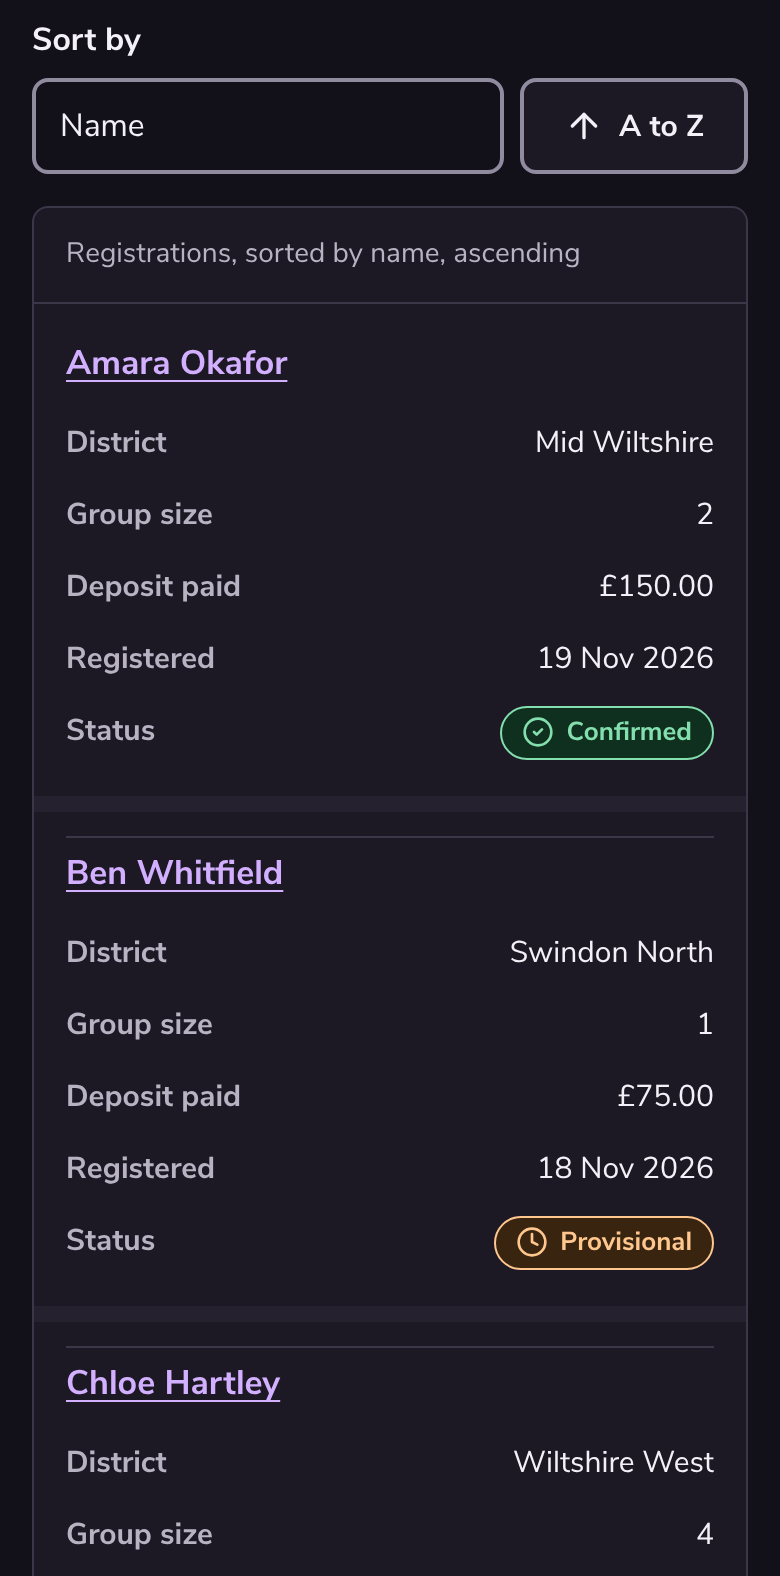 Sort by
Name
A to Z
Registrations, sorted by name, ascending
Amara Okafor
District Mid Wiltshire
Group size 2
Deposit paid £150.00
Registered 19 Nov 2026
Status Confirmed
Ben Whitfield
District Swindon North
Group size 1
Deposit paid £75.00
Registered 18 Nov 2026
Status Provisional
Chloe Hartley
District Wiltshire West
Group size 4